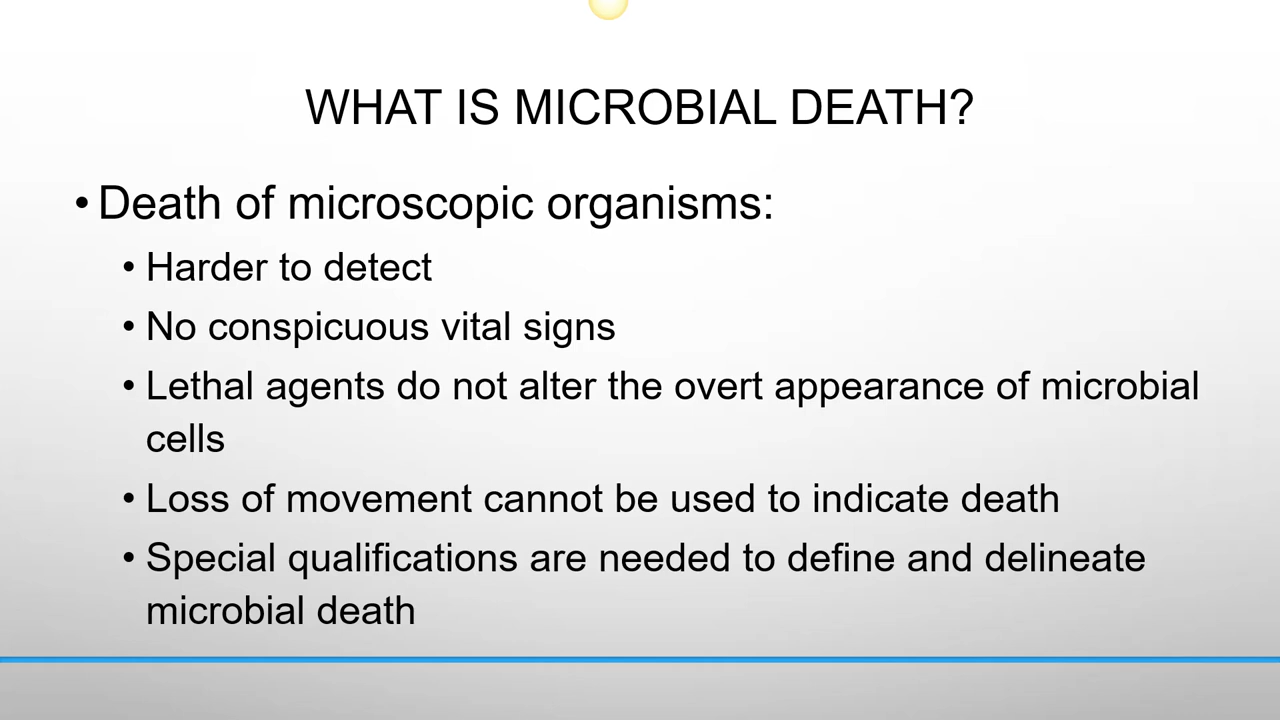 WHAT IS MICROBIAL DEATH?
• Death of microscopic organisms:
• Harder to detect
• No conspicuous vital signs
• Lethal agents do not alter the overt appearance of microbial
cells
• Loss of movement cannot be used to indicate death
• Special qualifications are needed to define and delineate
microbial death